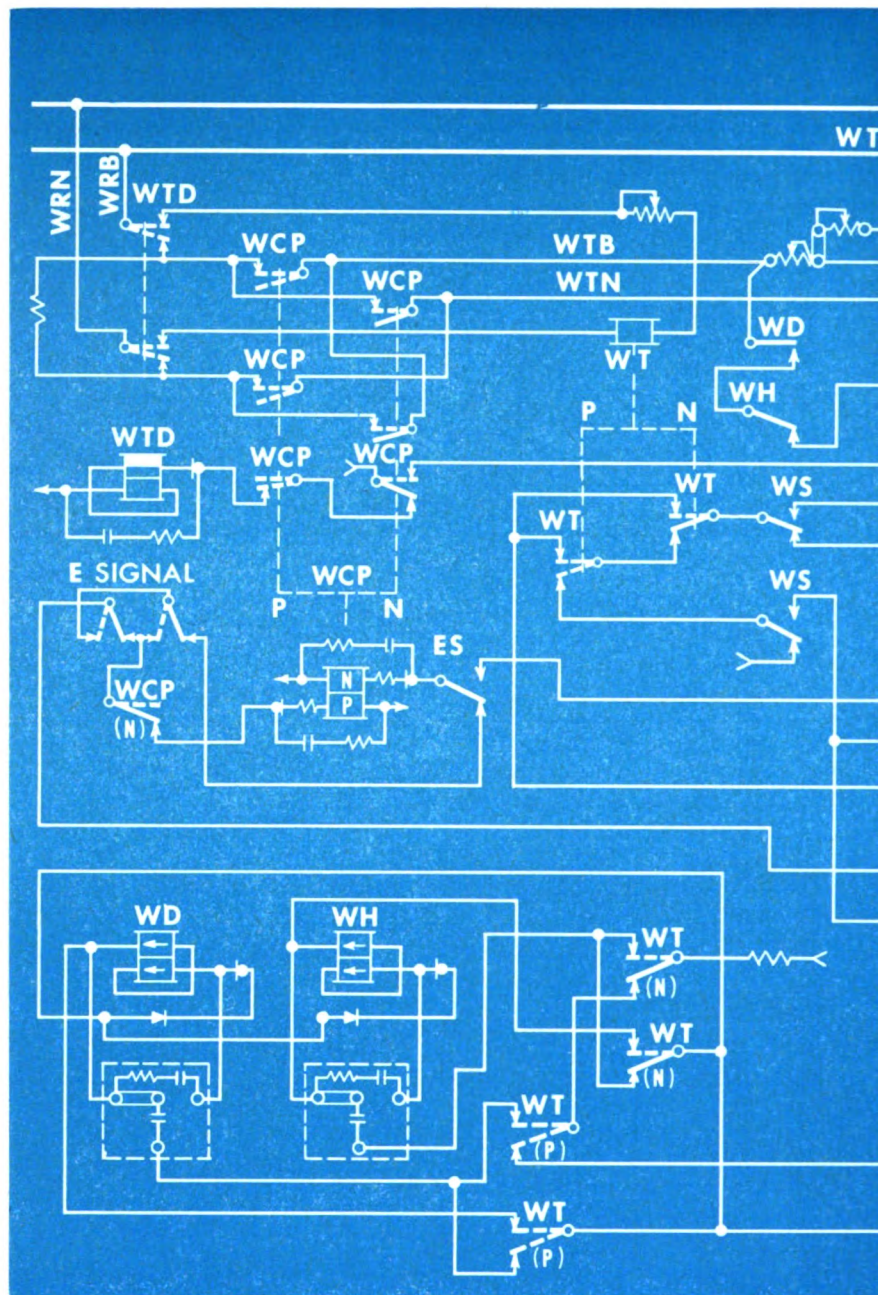 WT
WRN
WRB
WTD
WCP
WTB
WCP
WTN
WD
WCP
WT
WH
P N
WTD
WCP
WCP
WT
WS
WT
WCP
E SIGNAL
P N
WS
ES
N
P
WCP
(N)
WD
WH
WT
(N)
WT
(N)
WT
(P)
WT
(P)